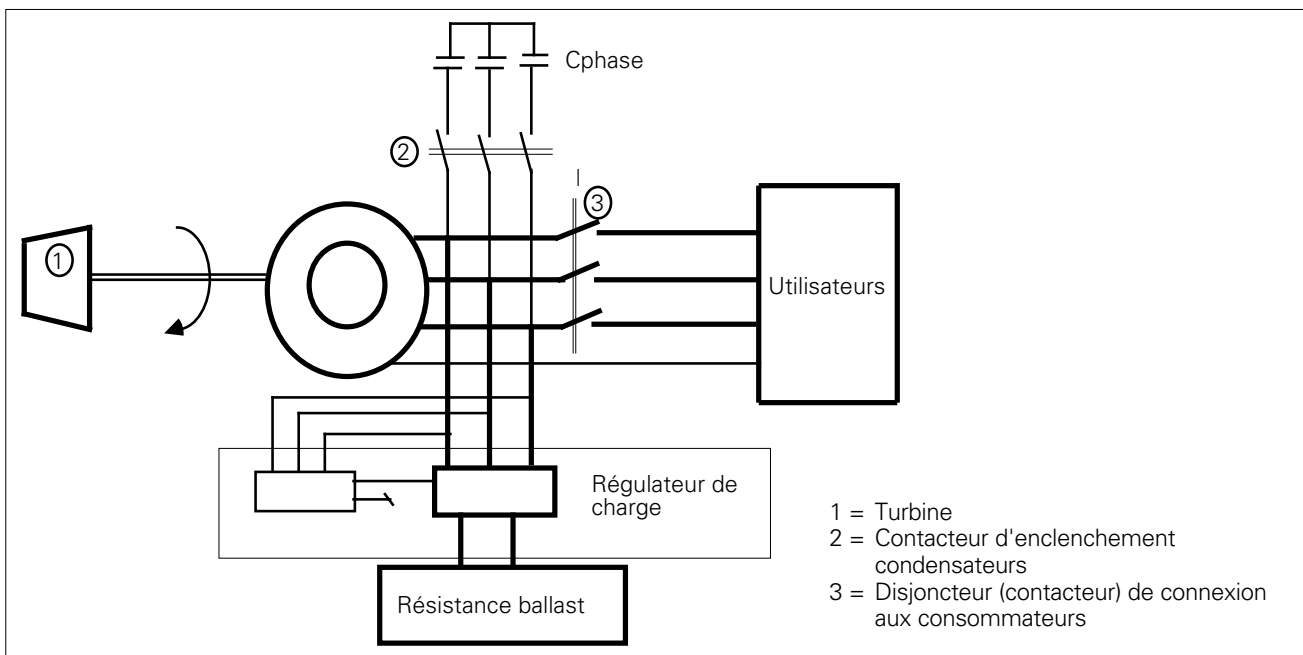 Cphase
2
3
1
Utilisateurs
Régulateur de
charge
Résistance ballast
1 = Turbine
2 = Contacteur d'enclenchement
condensateurs
3 = Disjoncteur (contacteur) de connexion
aux consommateurs